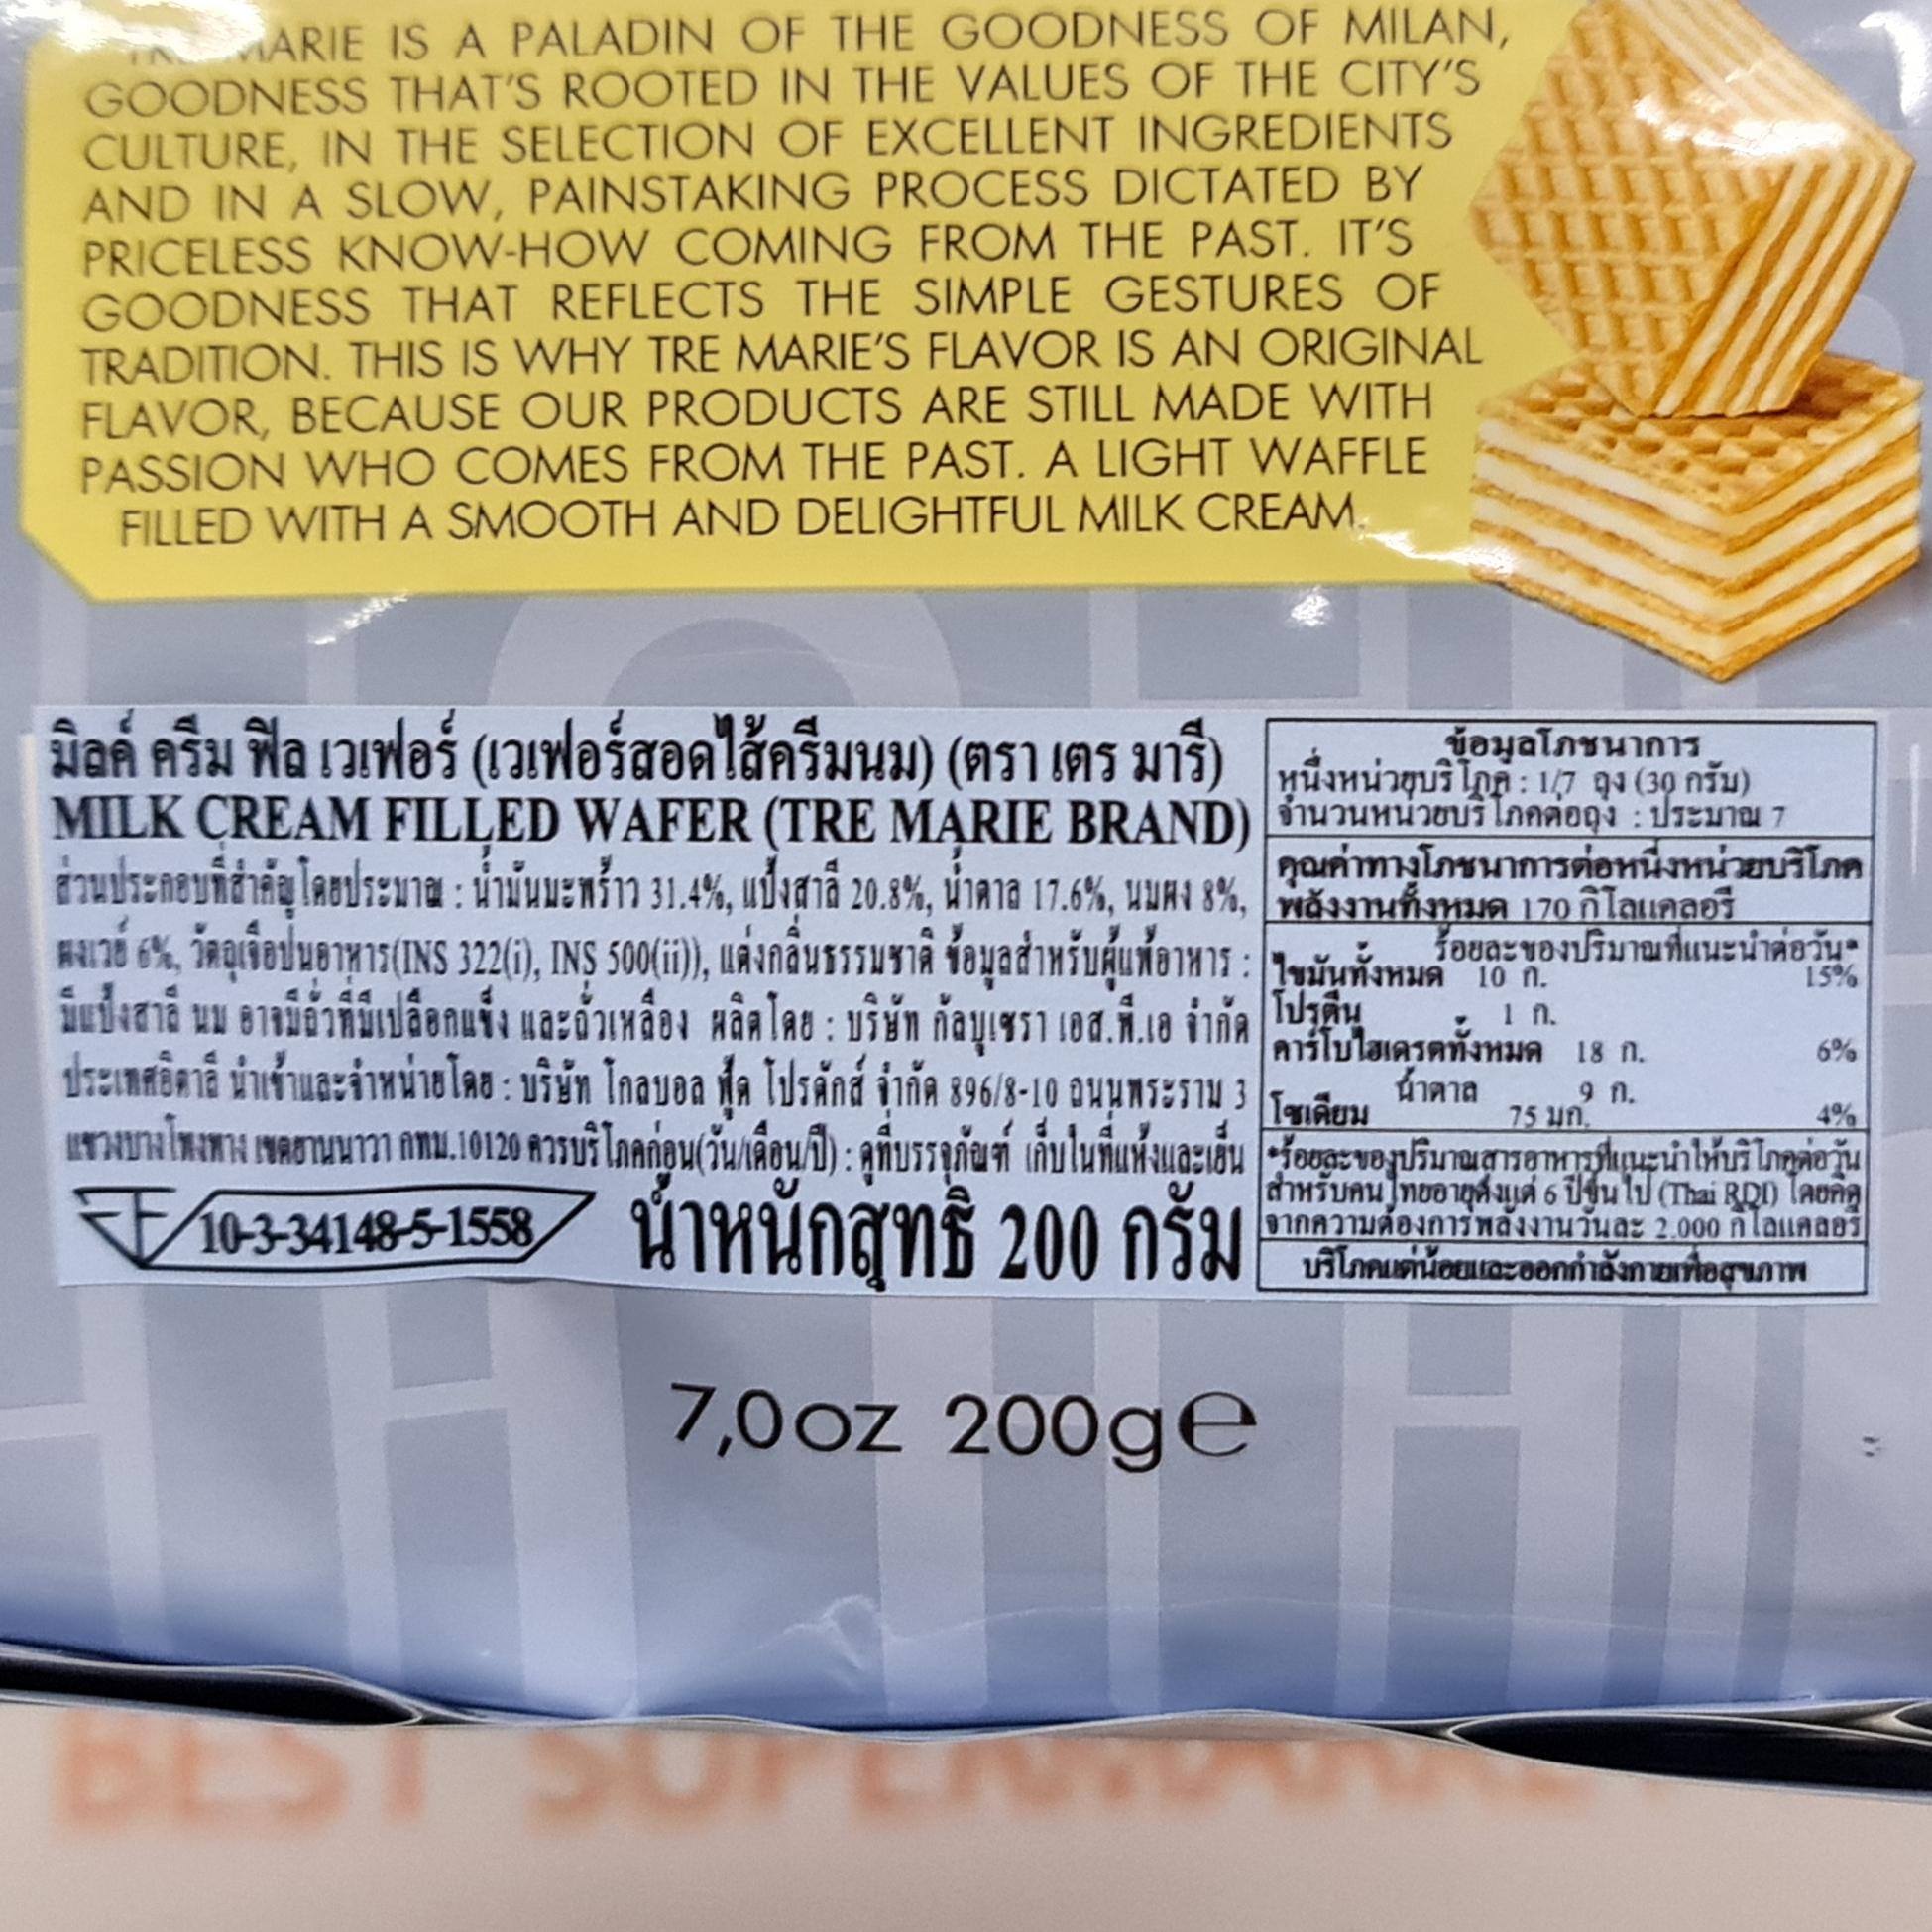 MARIE IS A PALADIN OF THE GOODNESS OF MILAN,
GOODNESS THAT'S ROOTED IN THE VALUES OF THE CITY'S
CULTURE, IN THE SELECTION OF EXCELLENT INGREDIENTS
AND IN A SLOW, PAINSTAKING PROCESS DICTATED BY
PRICELESS KNOW-HOW COMING FROM THE PAST. IT'S
GOODNESS THAT REFLECTS THE SIMPLE GESTURES OF
TRADITION. THIS IS WHY TRE MARIE'S FLAVOR IS AN ORIGINAL
FLAVOR, BECAUSE OUR PRODUCTS ARE STILL MADE WITH
PASSION WHO COMES FROM THE PAST. A LIGHT WAFFLE
FILLED WITH A SMOOTH AND DELIGHTFUL MILK CREAM.
มิลค์ ครีม ฟิล เวเฟอร์ (เวเฟอร์สอดไส้ครีมนม) (ตรา เตร มารี)
MILK CREAM FILLED WAFER (TRE MARIE BRAND)
ส่วนประกอบที่สำคัญโดยประมาณ : น้ำมันมะพร้าว 31.4%, แป้งสาลี 20.8%, น้ำตาล 17.6%, นมผง 8%,
ผงเวย์ 6%, วัตถุเจือปนอาหาร(INS 322(i), INS 500(ii)), แต่งกลิ่นธรรมชาติ ข้อมูลสำหรับผู้แพ้อาหาร :
มีแป้งสาลี นม อาจมีถั่วที่มีเปลือกแข็ง และถั่วเหลือง ผลิตโดย : บริษัท กัลบูเซรา เอส.พี.เอ จำกัด
ประเทศอิตาลี นำเข้าและจำหน่ายโดย : บริษัท โกลบอล ฟู้ด โปรดักส์ จำกัด 896/8-10 ถนนพระราม 3
แขวงบางโพงพาง เขตยานนาวา กทม.10120 ควรบริโภคก่อน(วัน/เดือน/ปี) : ดูที่บรรจุภัณฑ์ เก็บในที่แห้งและเย็น
10-3-34148-5-1558
น้ำหนักสุทธิ 200 กรัม
ข้อมูลโภชนาการ
หนึ่งหน่วยบริโภค : 1/7 ถุง (30 กรัม)
จำนวนหน่วยบริโภคต่อถุง : ประมาณ 7
คุณค่าทางโภชนาการต่อหนึ่งหน่วยบริโภค
พลังงานทั้งหมด 170 กิโลแคลอรี
ร้อยละของปริมาณที่แนะนำต่อวัน*
ไขมันทั้งหมด 10 ก. 15%
โปรตีน 1 ก.
คาร์โบไฮเดรตทั้งหมด 18 ก. 6%
น้ำตาล 9 ก.
โซเดียม 75 มก. 4%
*ร้อยละของปริมาณสารอาหารที่แนะนำให้บริโภคต่อวัน
สำหรับคนไทยอายุตั้งแต่ 6 ปีขึ้นไป (Thai RDI) โดยคิด
จากความต้องการพลังงานวันละ 2,000 กิโลแคลอรี
บริโภคแต่น้อยและออกกำลังกายเพื่อสุขภาพ
7,0oz 200g℮
BEST